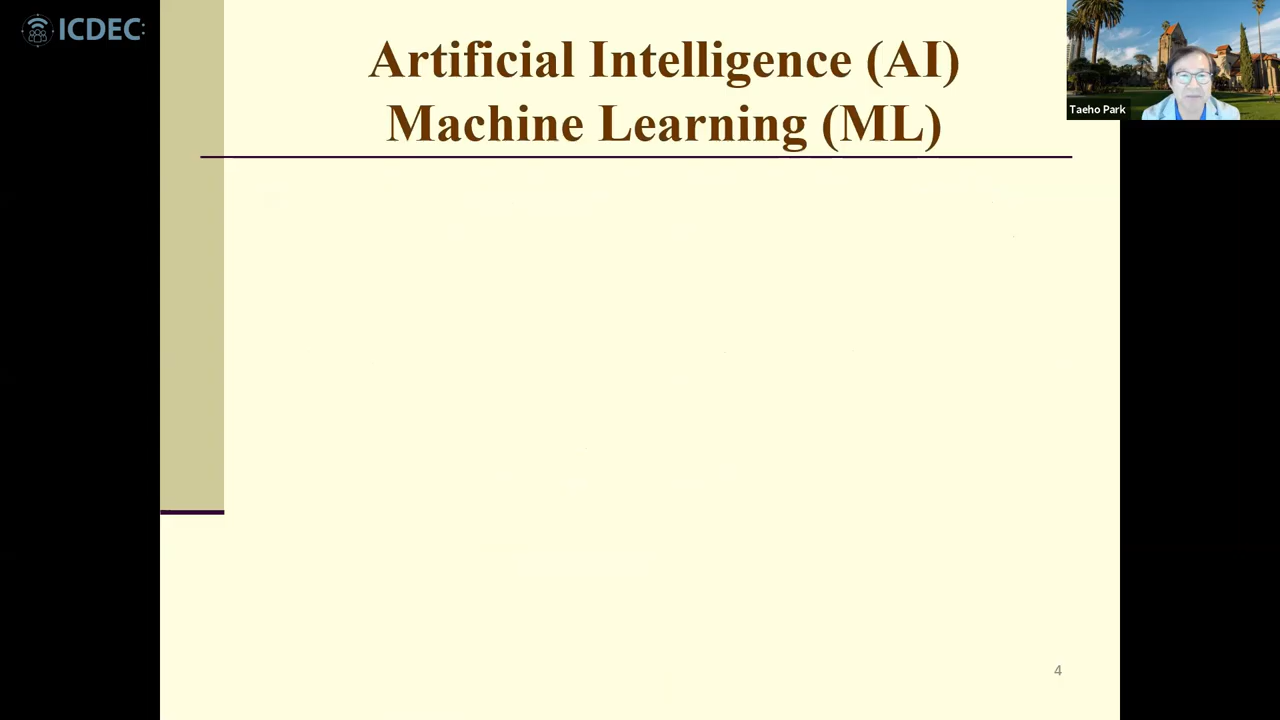 ICDEC
Artificial Intelligence (AI)
Machine Learning (ML)
Taeho Park
4